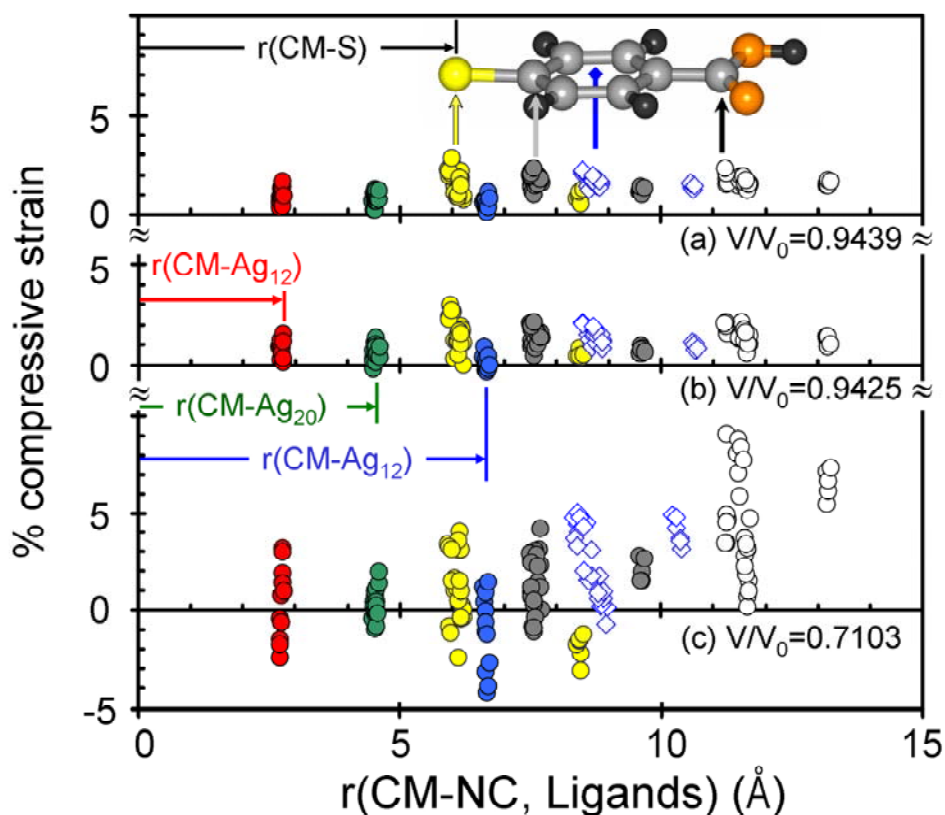 r(CM-S)
5
0
(a) V/V₀=0.9439
≈ ≈
r(CM-Ag₁₂)
5
0
(b) V/V₀=0.9425
≈ ≈
r(CM-Ag₂₀)
r(CM-Ag₁₂)
5
0
(c) V/V₀=0.7103
-5
0 5 10 15
% compressive strain
r(CM-NC, Ligands) (Å)